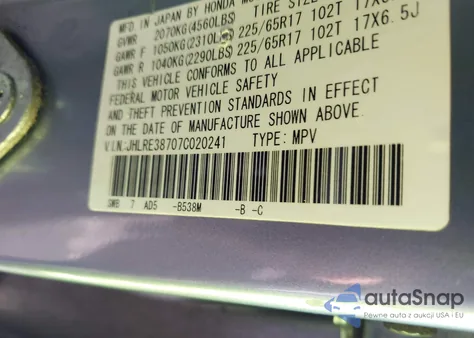 MFD. IN JAPAN BY HONDA
GVWR 2070KG(4560LBS) TIRE SIZE
GAWR F 1050KG(2310LBS) 225/65R17 102T
GAWR R 1040KG(2290LBS) 225/65R17 102T 17X6.5J
THIS VEHICLE CONFORMS TO ALL APPLICABLE
FEDERAL MOTOR VEHICLE SAFETY
AND THEFT PREVENTION STANDARDS IN EFFECT
ON THE DATE OF MANUFACTURE SHOWN ABOVE.
V.I.N.:JHLRE38707C020241 TYPE: MPV
SWB 7 AD5 -B538M -B -C
autoSnap
Pewne auta z aukcji USA i EU